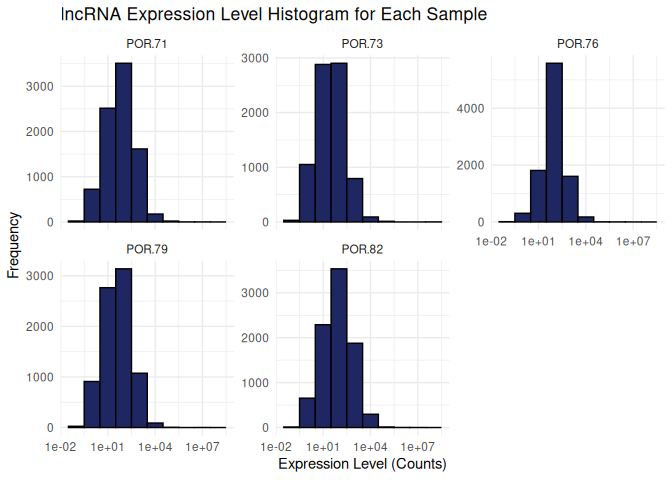 lncRNA Expression Level Histogram for Each Sample
POR.71
POR.73
POR.76
3000
2000
1000
0
3000
2000
1000
0
4000
2000
0
1e-02
1e+01
1e+04
1e+07
Frequency
POR.79
POR.82
3000
2000
1000
0
3000
2000
1000
0
1e-02
1e+01
1e+04
1e+07
1e-02
1e+01
1e+04
1e+07
Expression Level (Counts)